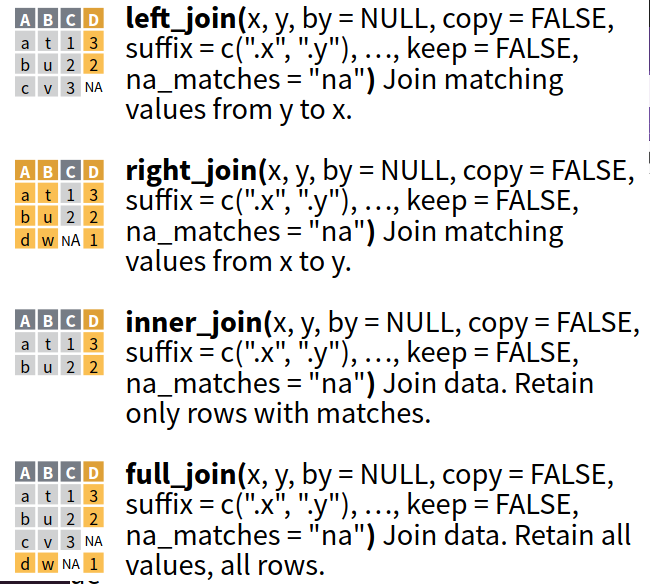 A B C D
a t 1 3
b u 2 2
c v 3 NA
left_join(x, y, by = NULL, copy = FALSE,
suffix = c(".x", ".y"), …, keep = FALSE,
na_matches = "na") Join matching
values from y to x.
A B C D
a t 1 3
b u 2 2
d w NA 1
right_join(x, y, by = NULL, copy = FALSE,
suffix = c(".x", ".y"), …, keep = FALSE,
na_matches = "na") Join matching
values from x to y.
A B C D
a t 1 3
b u 2 2
inner_join(x, y, by = NULL, copy = FALSE,
suffix = c(".x", ".y"), …, keep = FALSE,
na_matches = "na") Join data. Retain
only rows with matches.
A B C D
a t 1 3
b u 2 2
c v 3 NA
d w NA 1
full_join(x, y, by = NULL, copy = FALSE,
suffix = c(".x", ".y"), …, keep = FALSE,
na_matches = "na") Join data. Retain all
values, all rows.